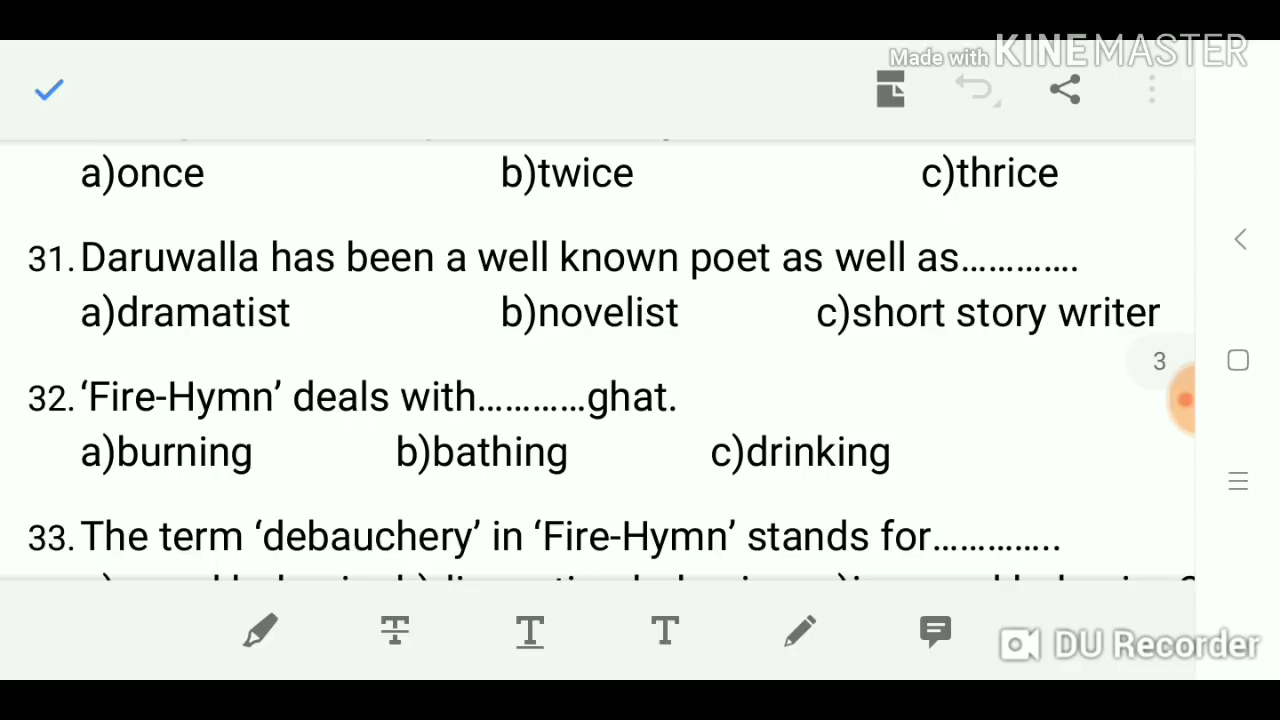 Made with KINEMASTER
a)once b)twice c)thrice
31. Daruwalla has been a well known poet as well as………….
a)dramatist b)novelist c)short story writer
3
32. ‘Fire-Hymn’ deals with…………ghat.
a)burning b)bathing c)drinking
33. The term ‘debauchery’ in ‘Fire-Hymn’ stands for…………..
DU Recorder